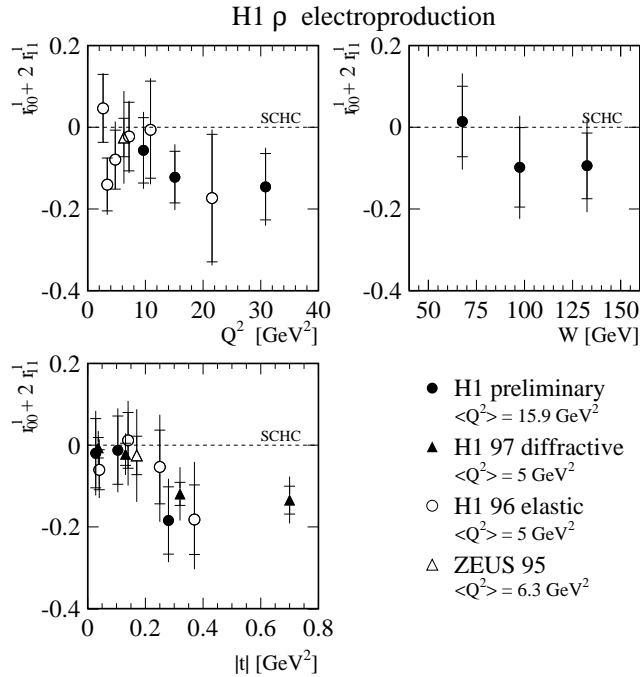 H1 ρ electroproduction
r¹₀₀ + 2 r¹₁₁
0.2
0
-0.2
-0.4
SCHC
0 10 20 30 40
Q² [GeV²]
r¹₀₀ + 2 r¹₁₁
0.2
0
-0.2
-0.4
SCHC
50 75 100 125 150
W [GeV]
r¹₀₀ + 2 r¹₁₁
0.2
0
-0.2
-0.4
SCHC
0 0.2 0.4 0.6 0.8
|t| [GeV²]
H1 preliminary
<Q²> = 15.9 GeV²
H1 97 diffractive
<Q²> = 5 GeV²
H1 96 elastic
<Q²> = 5 GeV²
ZEUS 95
<Q²> = 6.3 GeV²